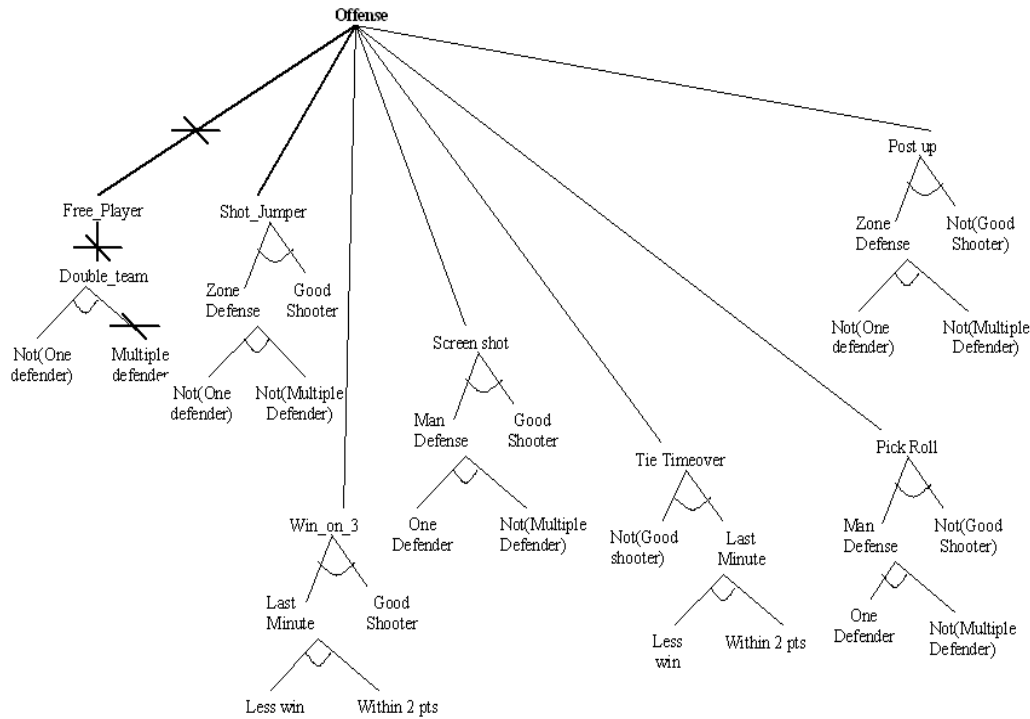 Offense
Free_Player
Double_team
Not(One
defender)
Multiple
defender
Shot_Jumper
Zone
Defense
Good
Shooter
Not(One
defender)
Not(Multiple
Defender)
Win_on_3
Last
Minute
Good
Shooter
Less win
Within 2 pts
Screen shot
Man
Defense
Good
Shooter
One
Defender
Not(Multiple
Defender)
Tie Timeover
Not(Good
shooter)
Last
Minute
Less
win
Within 2 pts
Pick Roll
Man
Defense
Not(Good
Shooter)
One
Defender
Not(Multiple
Defender)
Post up
Zone
Defense
Not(Good
Shooter)
Not(One
defender)
Not(Multiple
Defender)